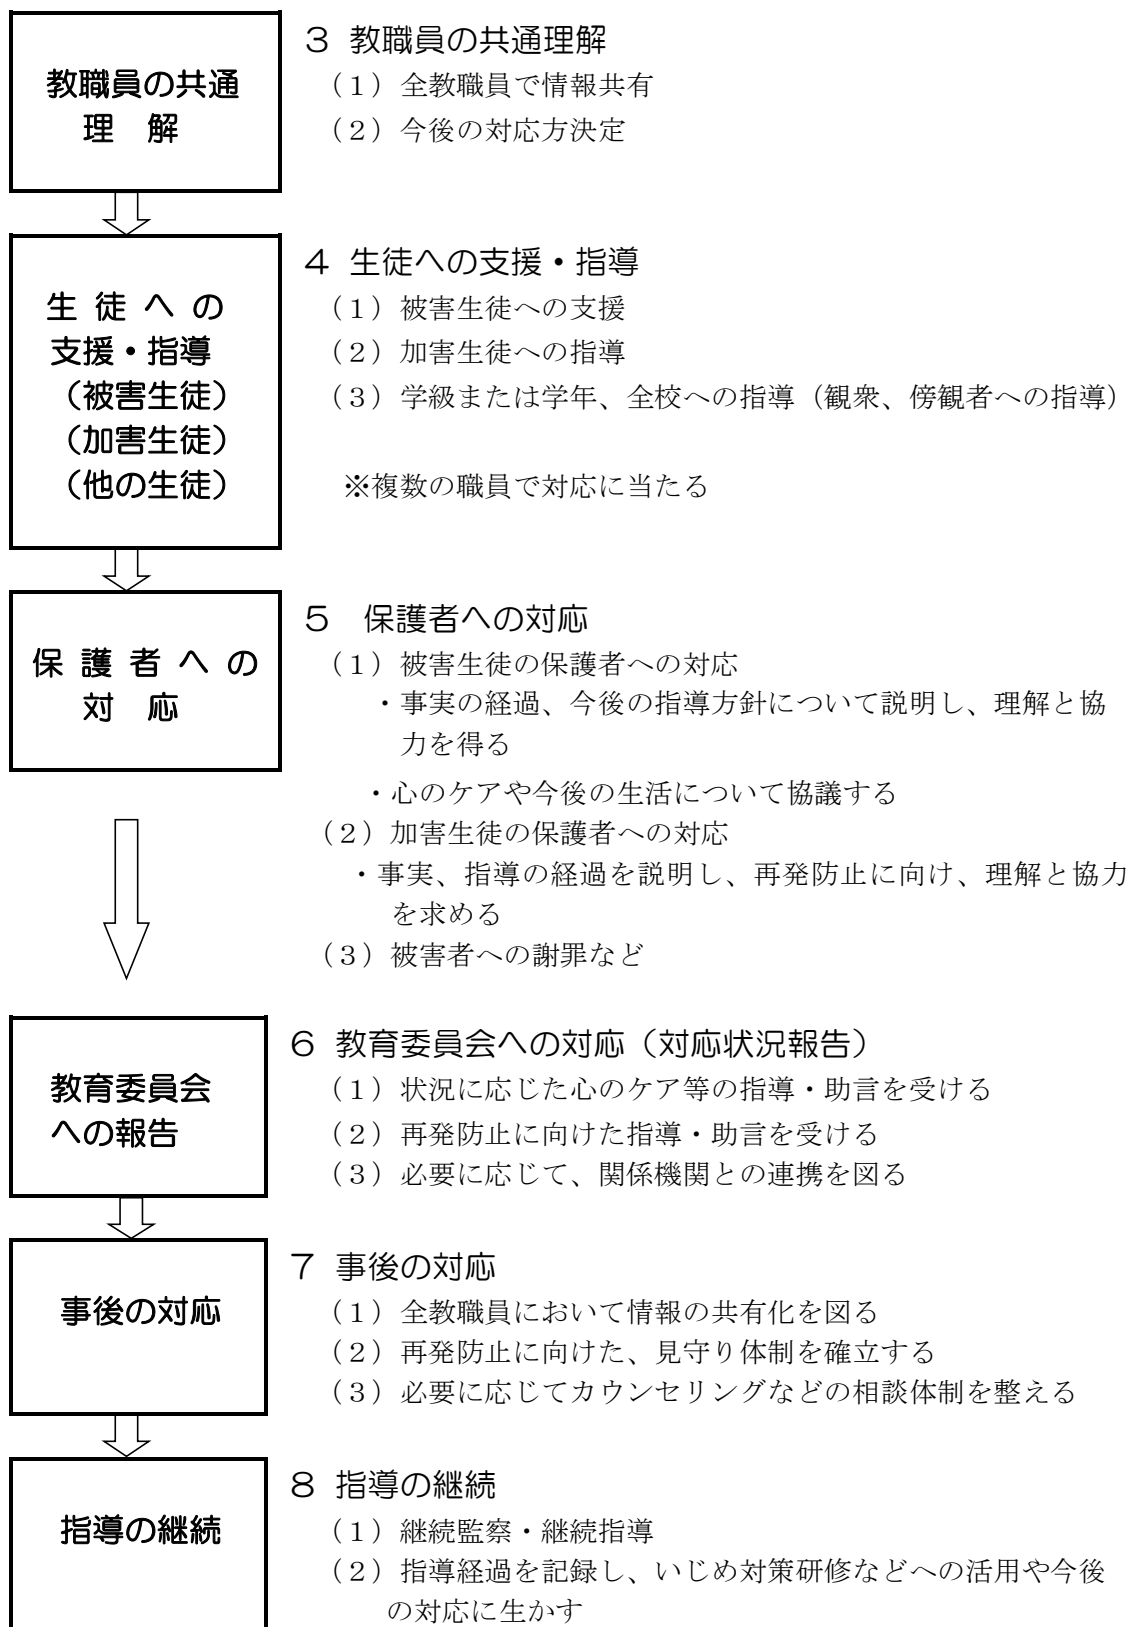 教職員の共通
理　解
３ 教職員の共通理解
（１）全教職員で情報共有
（２）今後の対応方決定
生 徒 へ の
支援・指導
（被害生徒）
（加害生徒）
（他の生徒）
４ 生徒への支援・指導
（１）被害生徒への支援
（２）加害生徒への指導
（３）学級または学年、全校への指導（観衆、傍観者への指導）
※複数の職員で対応に当たる
保 護 者 へ の
対　応
５　保護者への対応
（１）被害生徒の保護者への対応
・事実の経過、今後の指導方針について説明し、理解と協
力を得る
・心のケアや今後の生活について協議する
（２）加害生徒の保護者への対応
・事実、指導の経過を説明し、再発防止に向け、理解と協力
を求める
（３）被害者への謝罪など
教育委員会
への報告
６ 教育委員会への対応（対応状況報告）
（１）状況に応じた心のケア等の指導・助言を受ける
（２）再発防止に向けた指導・助言を受ける
（３）必要に応じて、関係機関との連携を図る
事後の対応
７ 事後の対応
（１）全教職員において情報の共有化を図る
（２）再発防止に向けた、見守り体制を確立する
（３）必要に応じてカウンセリングなどの相談体制を整える
指導の継続
８ 指導の継続
（１）継続監察・継続指導
（２）指導経過を記録し、いじめ対策研修などへの活用や今後
の対応に生かす